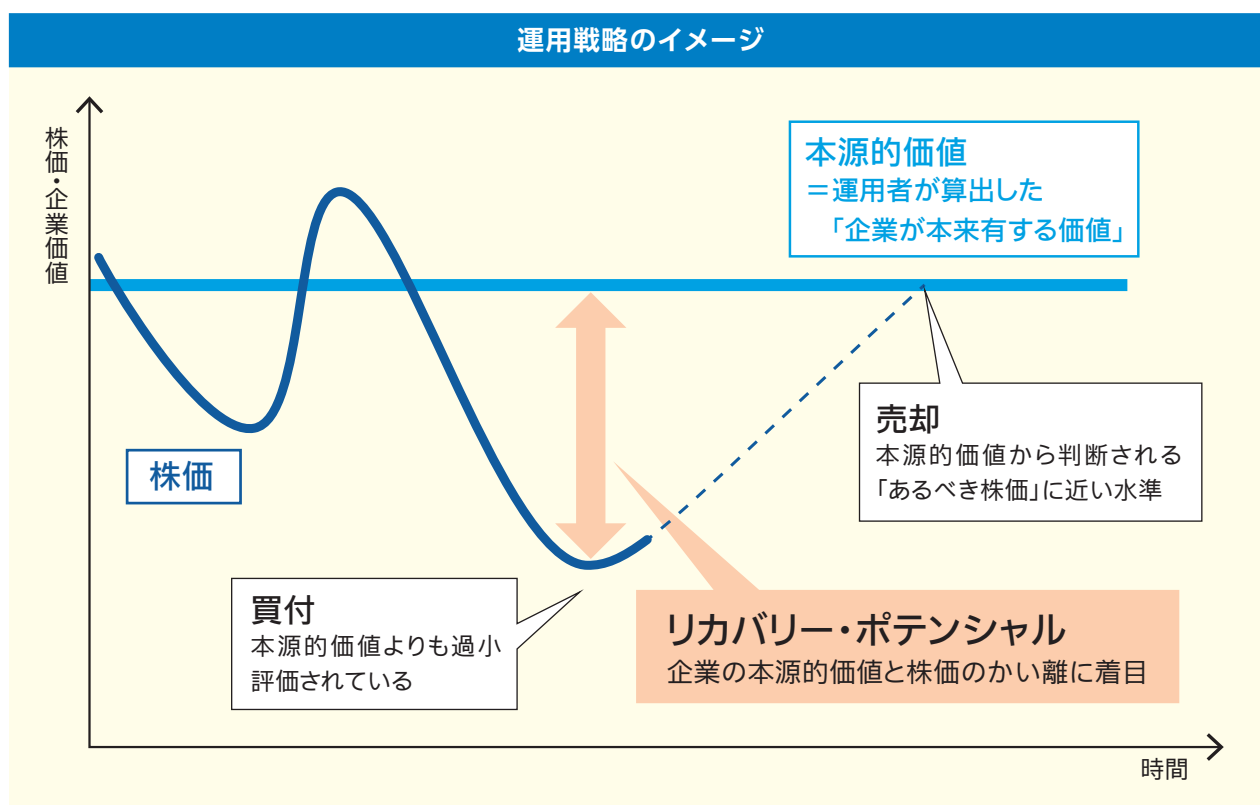 運用戦略のイメージ
株価・企業価値
本源的価値
＝運用者が算出した
「企業が本来有する価値」
株価
売却
本源的価値から判断される
「あるべき株価」に近い水準
買付
本源的価値よりも過小
評価されている
リカバリー・ポテンシャル
企業の本源的価値と株価のかい離に着目
時間